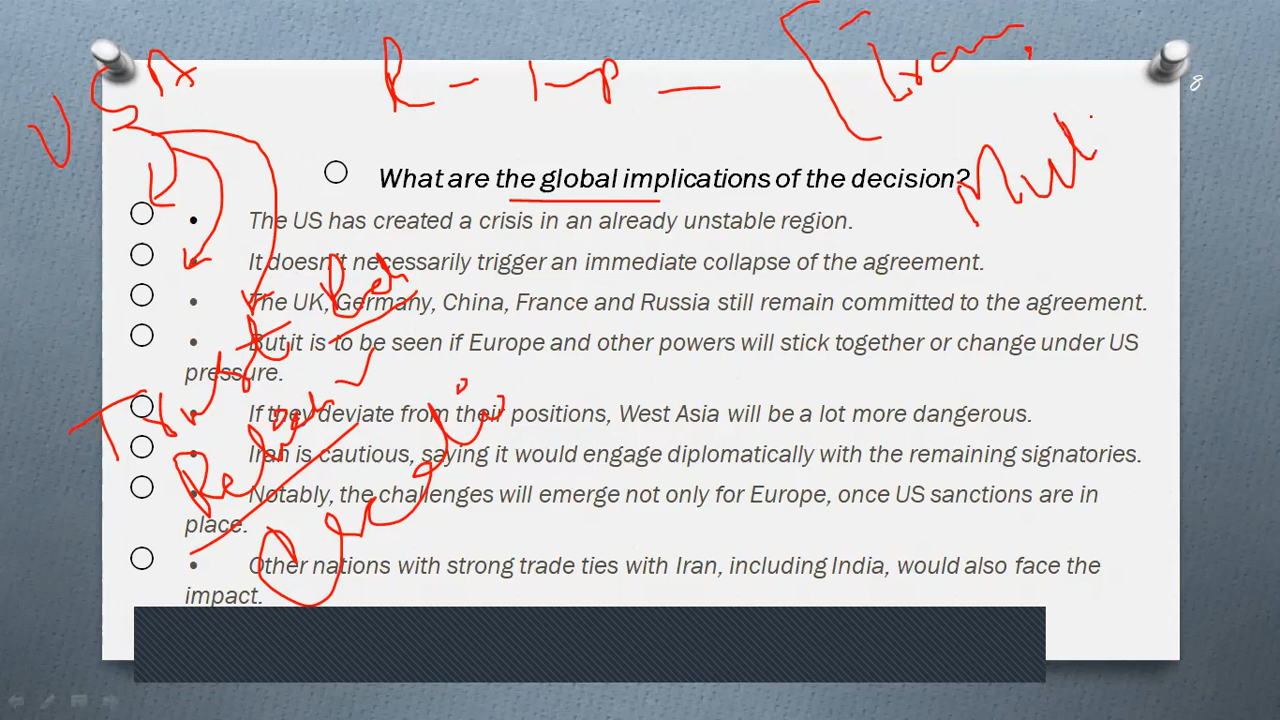 USA
R - Imp - [ Iran,
8
What are the global implications of the decision?
• The US has created a crisis in an already unstable region.
• It doesn't necessarily trigger an immediate collapse of the agreement.
• The UK, Germany, China, France and Russia still remain committed to the agreement.
• But it is to be seen if Europe and other powers will stick together or change under US
pressure.
• If they deviate from their positions, West Asia will be a lot more dangerous.
• Iran is cautious, saying it would engage diplomatically with the remaining signatories.
• Notably, the challenges will emerge not only for Europe, once US sanctions are in
place.
• Other nations with strong trade ties with Iran, including India, would also face the
impact.